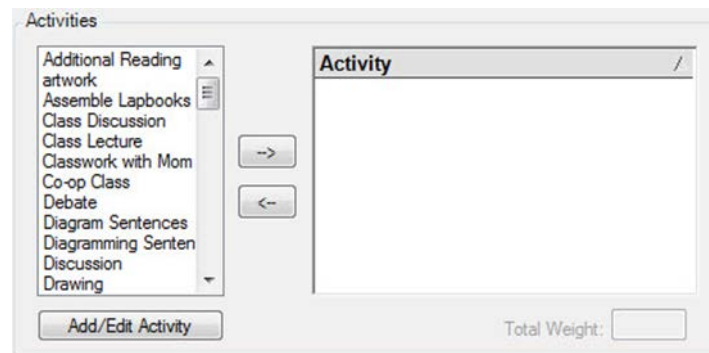 Activities
Additional Reading
artwork
Assemble Lapbooks
Class Discussion
Class Lecture
Classwork with Mom
Co-op Class
Debate
Diagram Sentences
Diagramming Senten
Discussion
Drawing
Add/Edit Activity
-->
<--
Activity /
Total Weight: